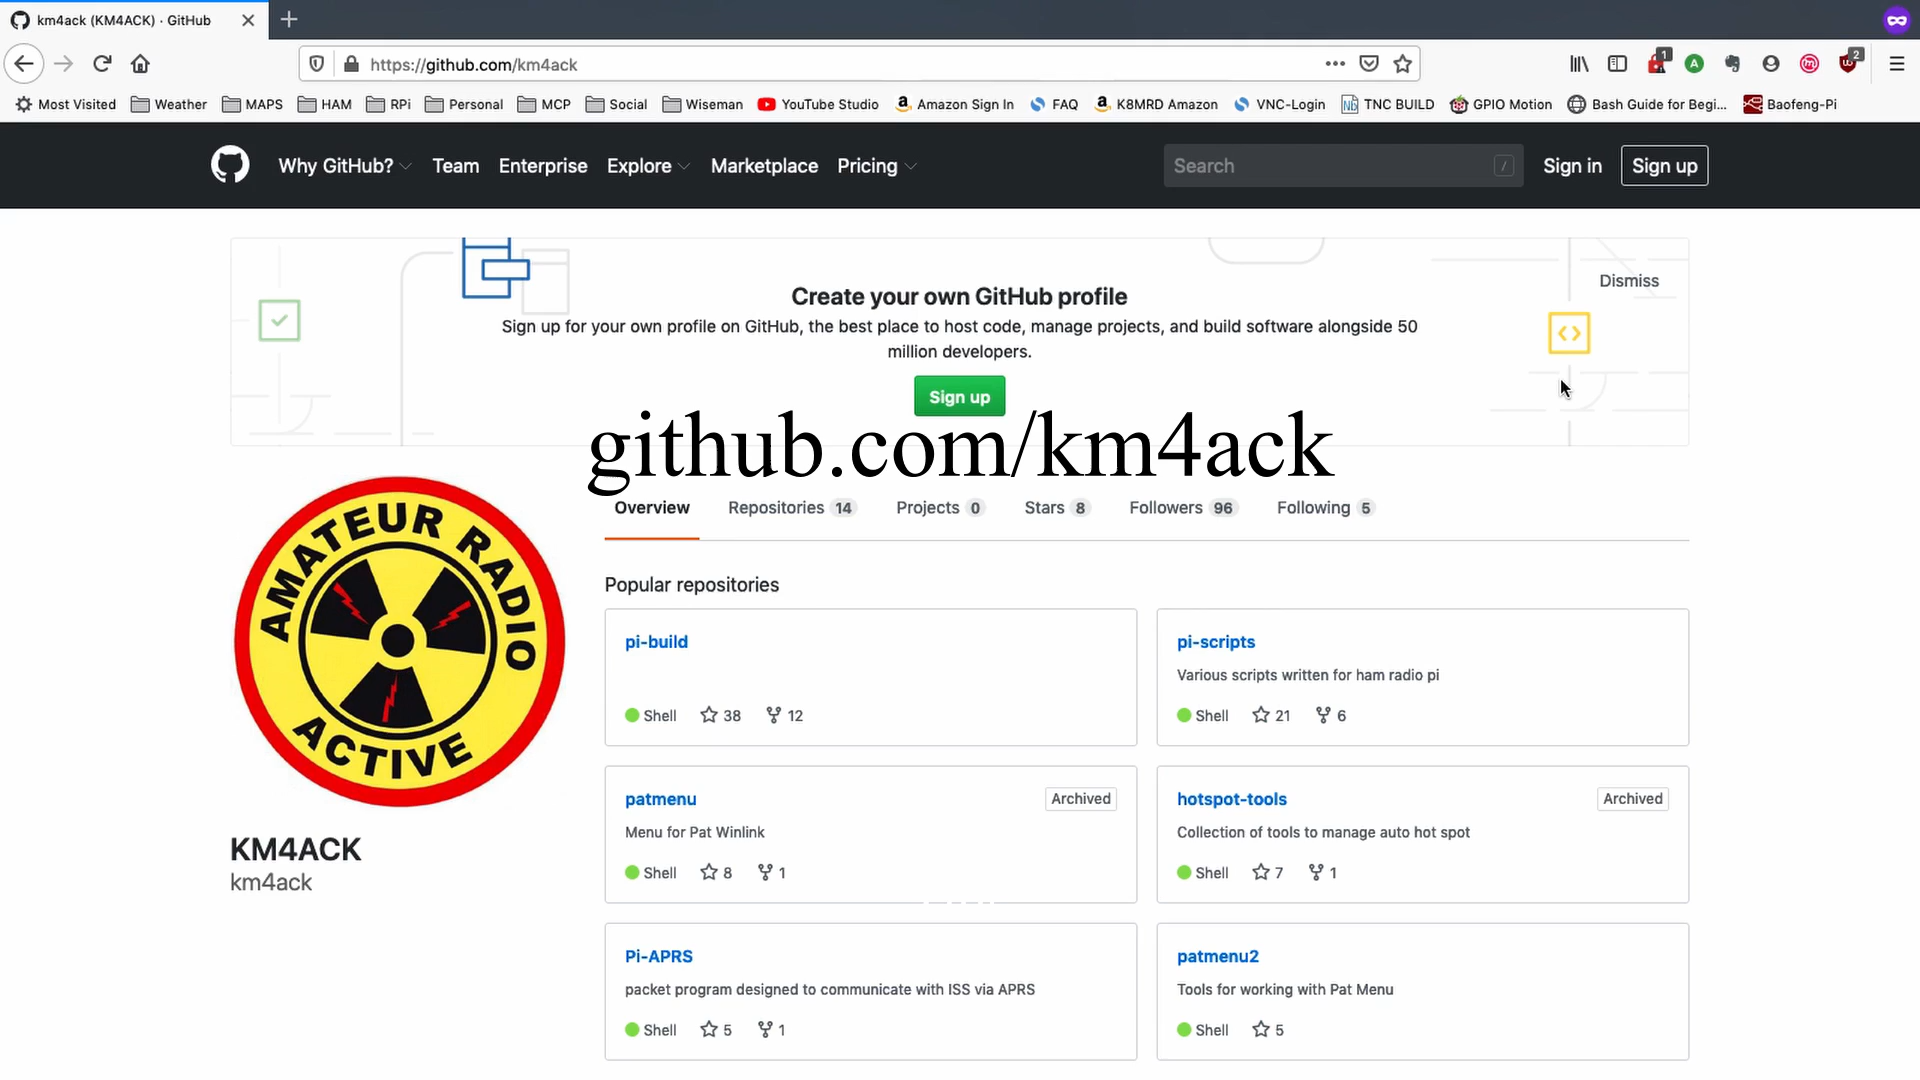 km4ack (KM4ACK) · GitHub
https://github.com/km4ack
1
A
2
Most Visited Weather MAPS HAM RPi Personal MCP Social Wiseman YouTube Studio Amazon Sign In FAQ K8MRD Amazon VNC-Login TNC BUILD GPIO Motion Bash Guide for Begi... Baofeng-Pi
Why GitHub? Team Enterprise Explore Marketplace Pricing Search / Sign in Sign up
Dismiss
Create your own GitHub profile
Sign up for your own profile on GitHub, the best place to host code, manage projects, and build software alongside 50
million developers.
Sign up
github.com/km4ack
Overview Repositories 14 Projects 0 Stars 8 Followers 96 Following 5
AMATEUR RADIO
ACTIVE
KM4ACK
km4ack
Popular repositories
pi-build
Shell 38 12
pi-scripts
Various scripts written for ham radio pi
Shell 21 6
patmenu Archived
Menu for Pat Winlink
Shell 8 1
hotspot-tools Archived
Collection of tools to manage auto hot spot
Shell 7 1
Pi-APRS
packet program designed to communicate with ISS via APRS
Shell 5 1
patmenu2
Tools for working with Pat Menu
Shell 5